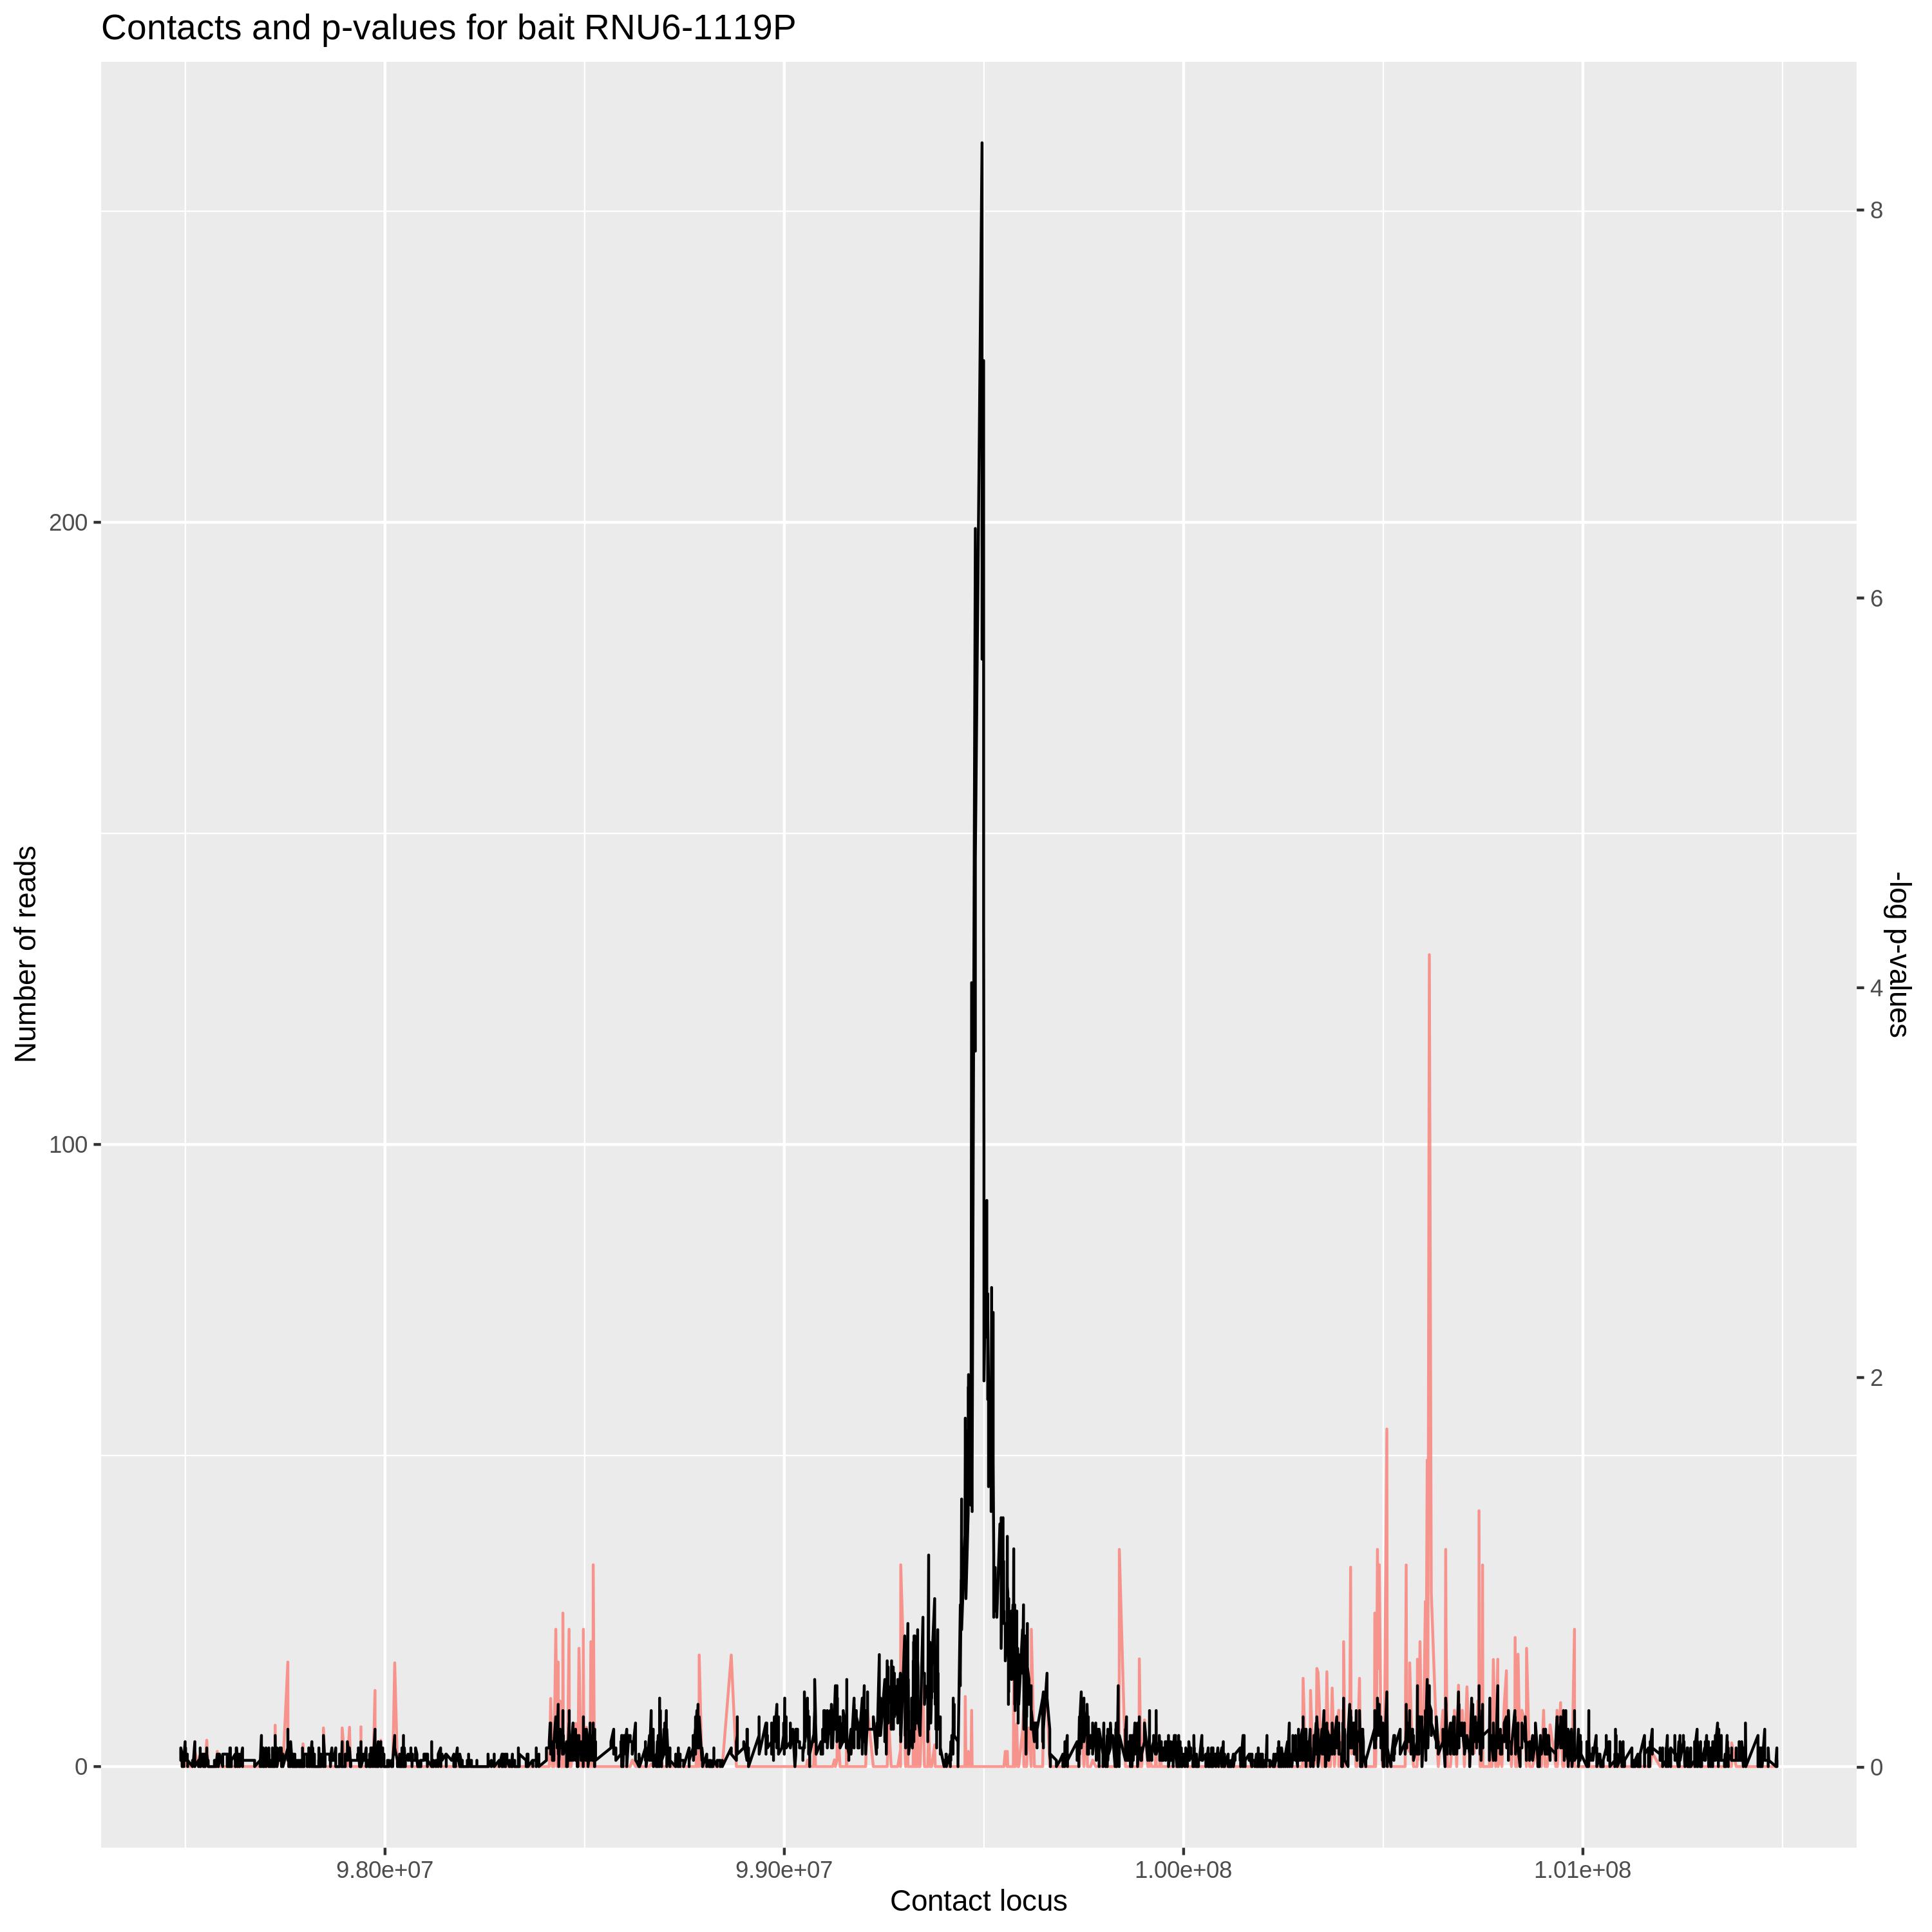 Contacts and p-values for bait RNU6-1119P
Number of reads
200
100
0
8
6
4
2
0
-log p-values
9.80e+07
9.90e+07
1.00e+08
1.01e+08
Contact locus